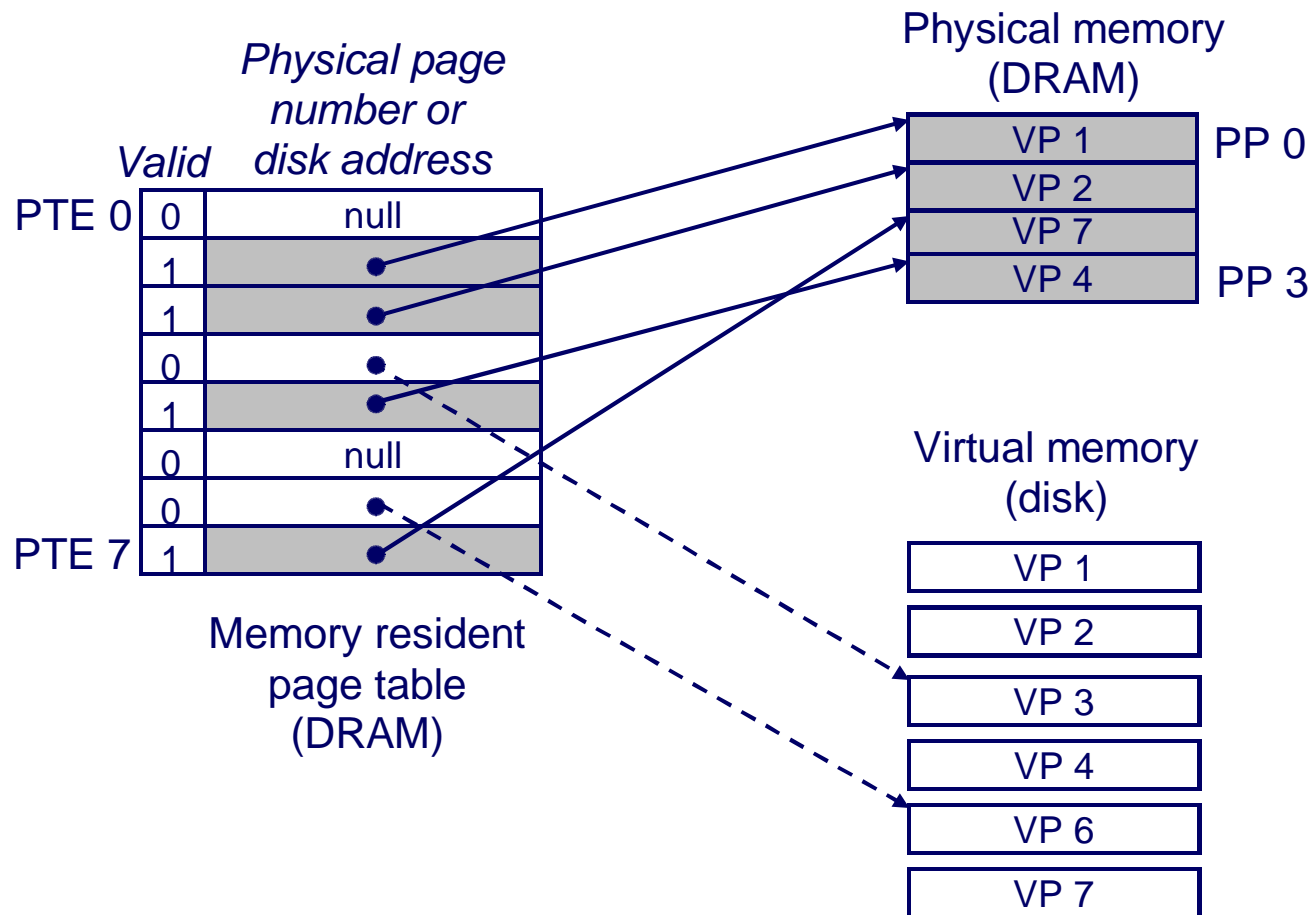 Physical page
number or
disk address
Valid
PTE 0
0
null
1
1
0
1
0
null
0
PTE 7
1
Memory resident
page table
(DRAM)
Physical memory
(DRAM)
VP 1
PP 0
VP 2
VP 7
VP 4
PP 3
Virtual memory
(disk)
VP 1
VP 2
VP 3
VP 4
VP 6
VP 7